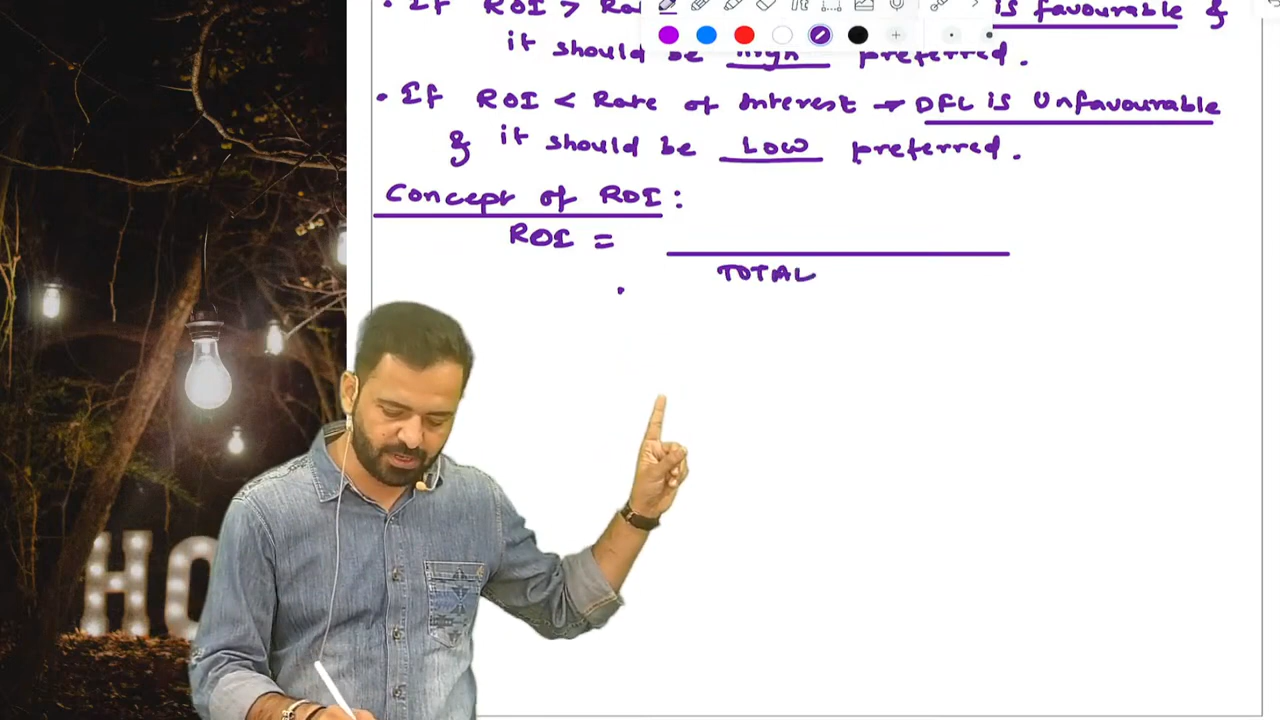 • If ROI > is favourable &
it should be High preferred.
• If ROI < Rate of Interest → DFL is Unfavourable
& it should be Low preferred.
Concept of ROI:
ROI =
TOTAL
HO